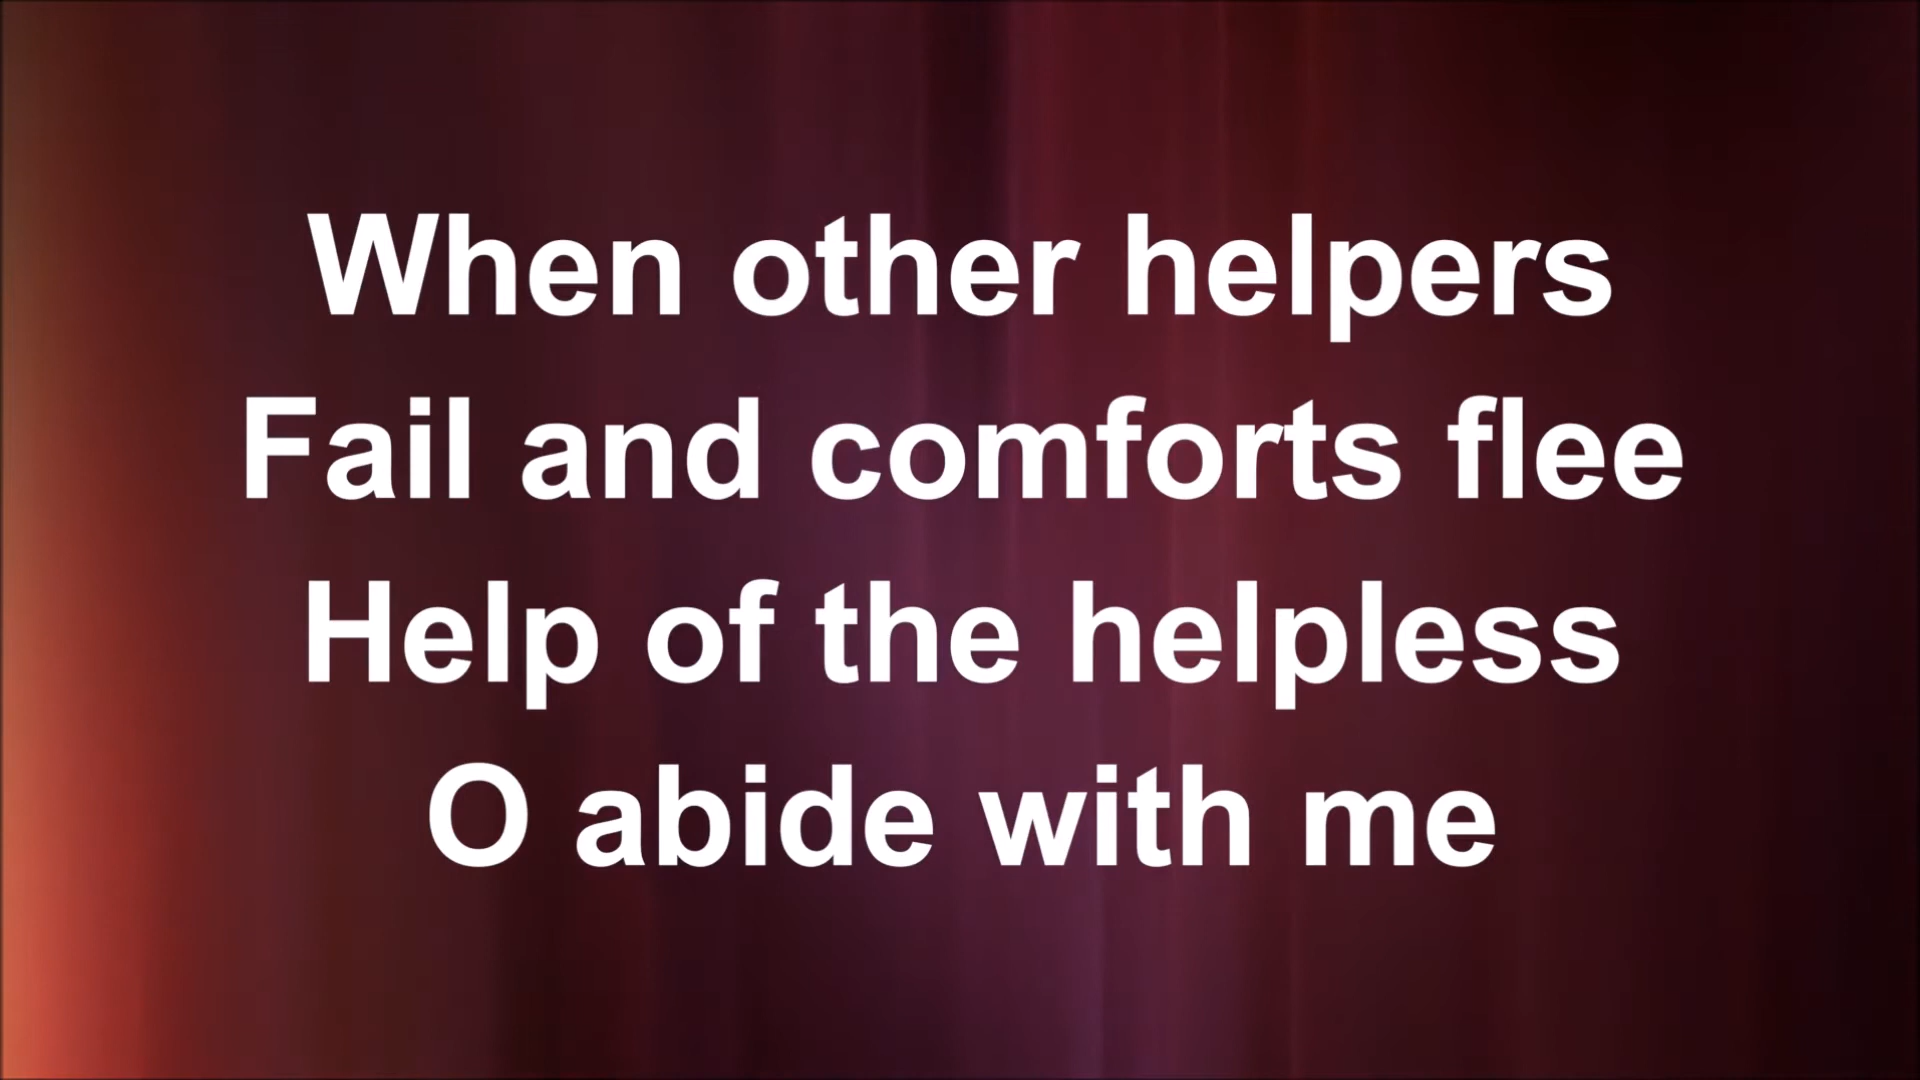 When other helpers
Fail and comforts flee
Help of the helpless
O abide with me